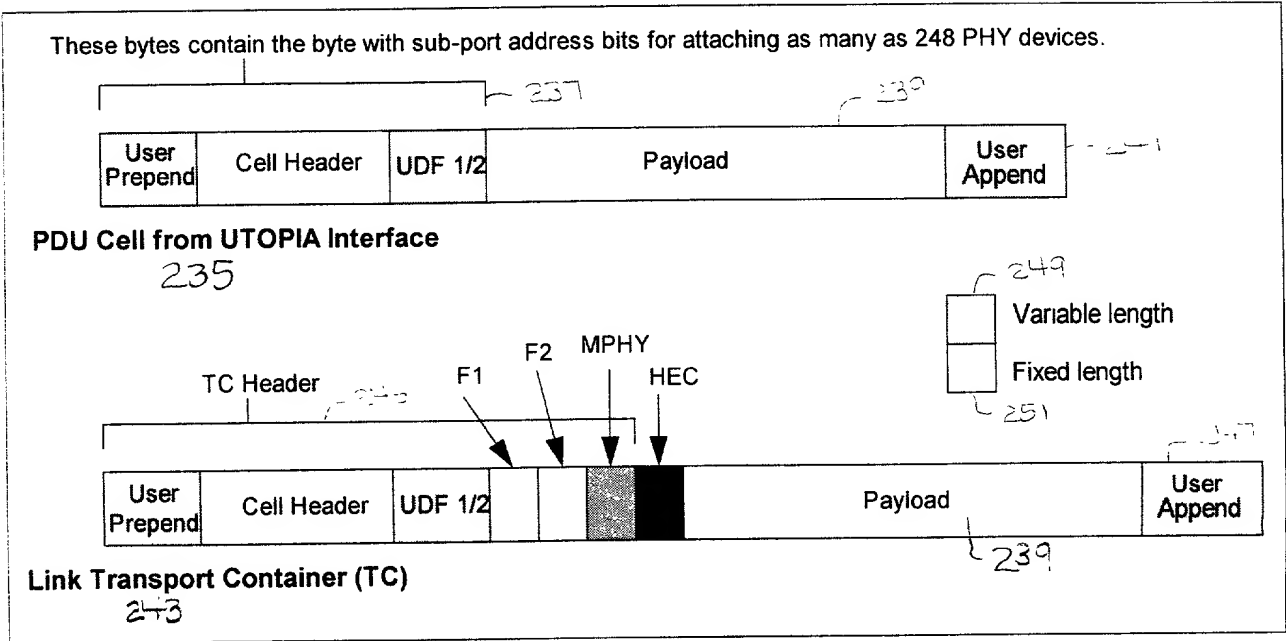 These bytes contain the byte with sub-port address bits for attaching as many as 248 PHY devices.
237
239
User Prepend
Cell Header
UDF 1/2
Payload
User Append
PDU Cell from UTOPIA Interface
235
249
Variable length
Fixed length
251
TC Header
F1
F2
MPHY
HEC
User Prepend
Cell Header
UDF 1/2
Payload
User Append
239
Link Transport Container (TC)
243